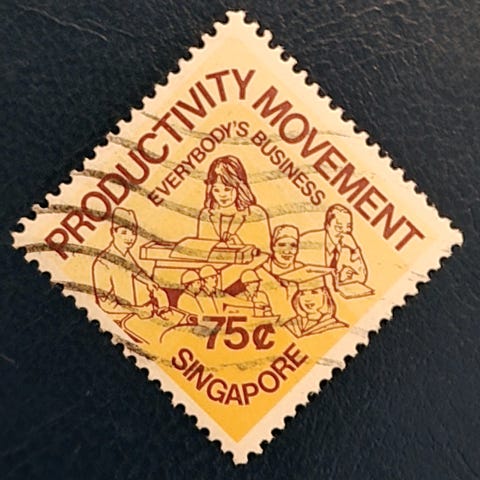 PRODUCTIVITY MOVEMENT
EVERYBODY'S BUSINESS
75¢
SINGAPORE